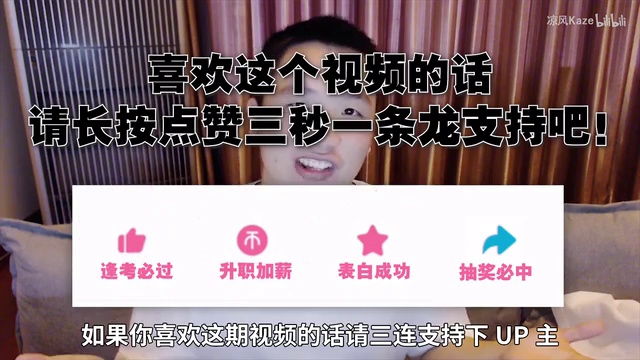 凉风Kaze bilibili
喜欢这个视频的话
请长按点赞三秒一条龙支持吧!
逢考必过 升职加薪 表白成功 抽奖必中
如果你喜欢这期视频的话请三连支持下 UP 主